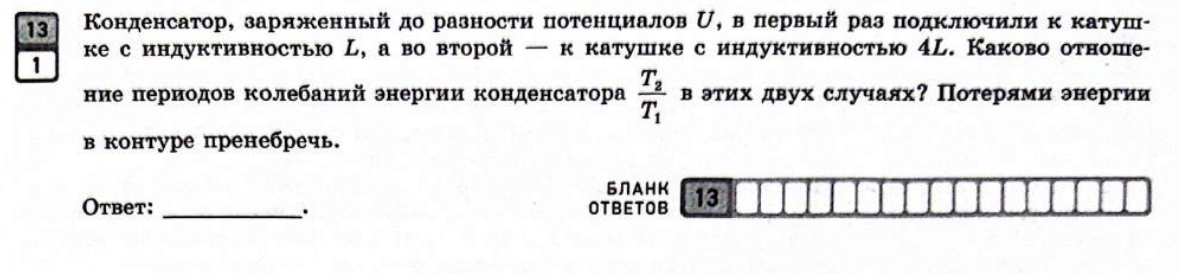 13
1
Конденсатор, заряженный до разности потенциалов U, в первый раз подключили к катуш-
ке с индуктивностью L, а во второй — к катушке с индуктивностью 4L. Каково отноше-
ние периодов колебаний энергии конденсатора T₂/T₁ в этих двух случаях? Потерями энергии
в контуре пренебречь.
Ответ: ____________.
БЛАНК
ОТВЕТОВ 13